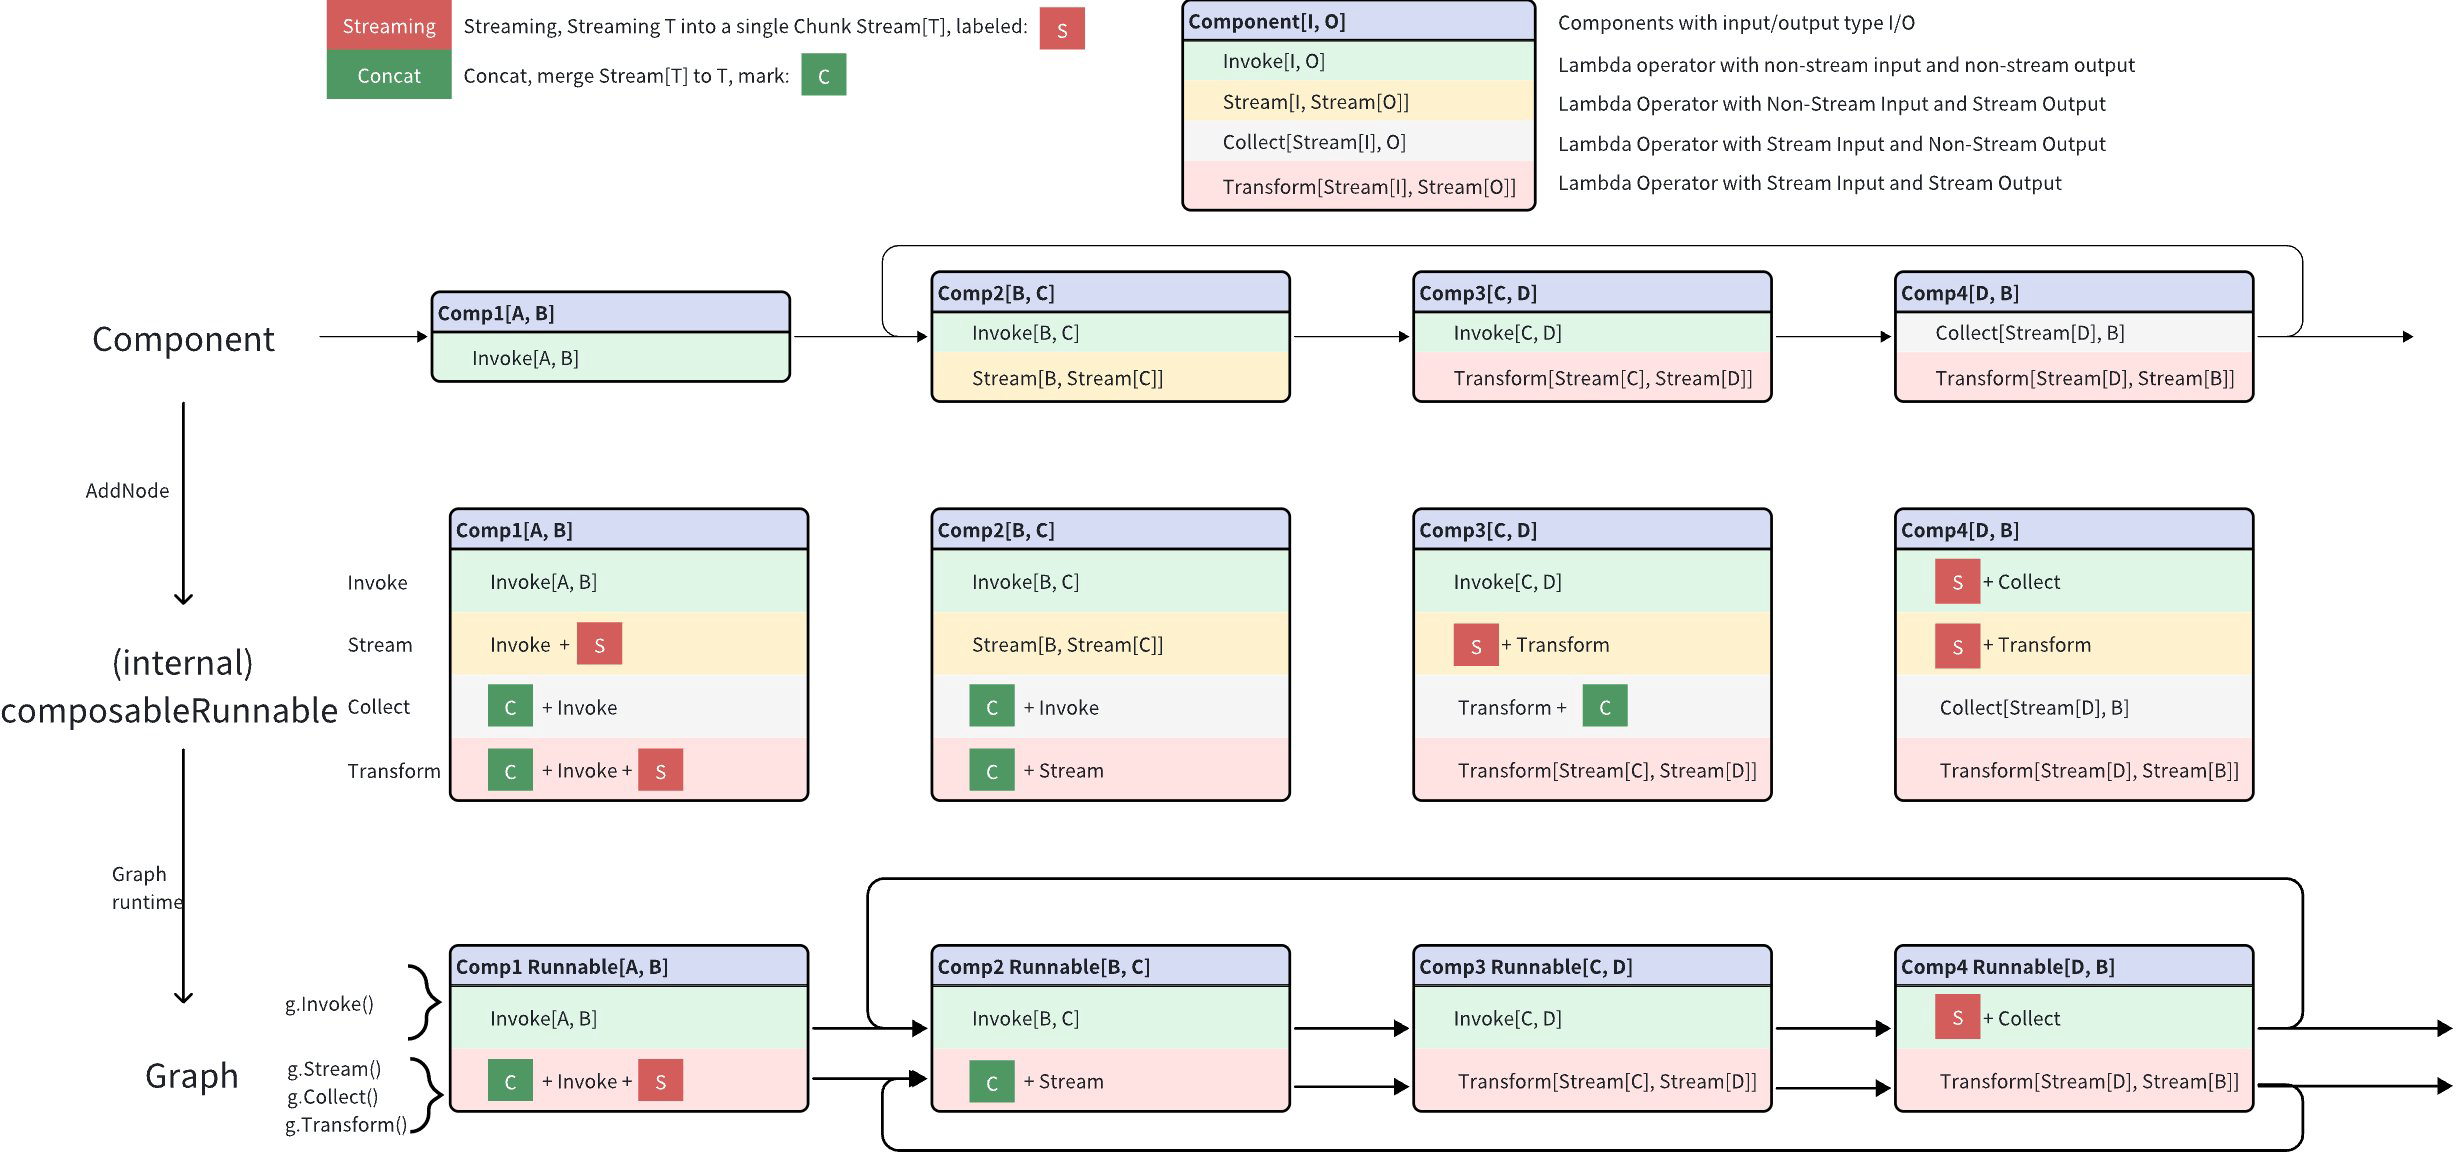 Streaming
Streaming, Streaming T into a single Chunk Stream[T], labeled:
S
Concat
Concat, merge Stream[T] to T, mark:
C
Component[I, O]
Components with input/output type I/O
Invoke[I, O]
Lambda operator with non-stream input and non-stream output
Stream[I, Stream[O]]
Lambda Operator with Non-Stream Input and Stream Output
Collect[Stream[I], O]
Lambda Operator with Stream Input and Non-Stream Output
Transform[Stream[I], Stream[O]]
Lambda Operator with Stream Input and Stream Output
Component
Comp1[A, B]
Invoke[A, B]
Comp2[B, C]
Invoke[B, C]
Stream[B, Stream[C]]
Comp3[C, D]
Invoke[C, D]
Transform[Stream[C], Stream[D]]
Comp4[D, B]
Collect[Stream[D], B]
Transform[Stream[D], Stream[B]]
AddNode
(internal)
composableRunnable
Invoke
Stream
Collect
Transform
Comp1[A, B]
Invoke[A, B]
Invoke + S
C + Invoke
C + Invoke + S
Comp2[B, C]
Invoke[B, C]
Stream[B, Stream[C]]
C + Invoke
C + Stream
Comp3[C, D]
Invoke[C, D]
S + Transform
Transform + C
Transform[Stream[C], Stream[D]]
Comp4[D, B]
S + Collect
S + Transform
Collect[Stream[D], B]
Transform[Stream[D], Stream[B]]
Graph
runtime
Graph
g.Invoke()
g.Stream()
g.Collect()
g.Transform()
Comp1 Runnable[A, B]
Invoke[A, B]
C + Invoke + S
Comp2 Runnable[B, C]
Invoke[B, C]
C + Stream
Comp3 Runnable[C, D]
Invoke[C, D]
Transform[Stream[C], Stream[D]]
Comp4 Runnable[D, B]
S + Collect
Transform[Stream[D], Stream[B]]